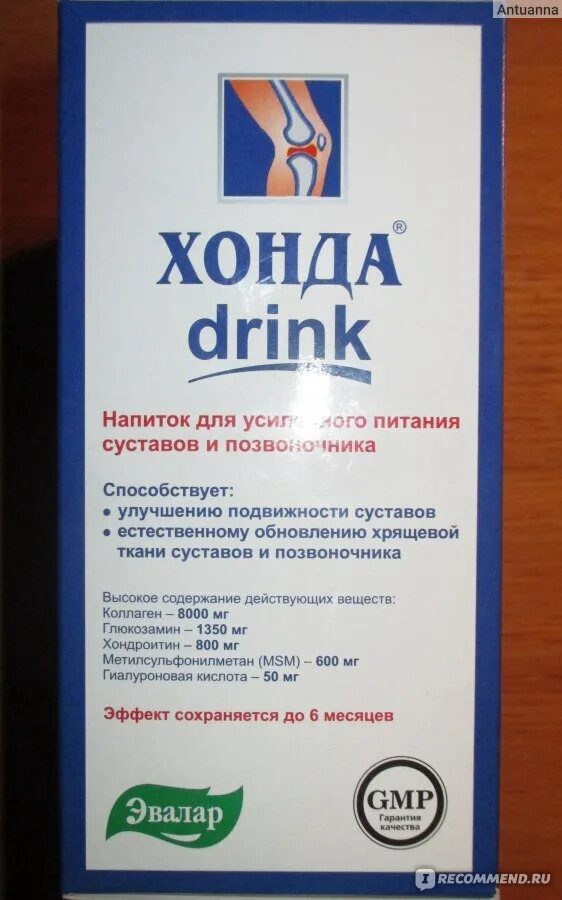 Antuanna
ХОНДА®
drink
Напиток для питания
суставов и позвоночника
Способствует:
• улучшению подвижности суставов
• естественному обновлению хрящевой
ткани суставов и позвоночника
Высокое содержание действующих веществ:
Коллаген – 8000 мг
Глюкозамин – 1350 мг
Хондроитин – 800 мг
Метилсульфонилметан (MSM) – 600 мг
Гиалуроновая кислота – 50 мг
Эффект сохраняется до 6 месяцев
Эвалар
GMP
Гарантия
качества
IRECOMMEND.RU